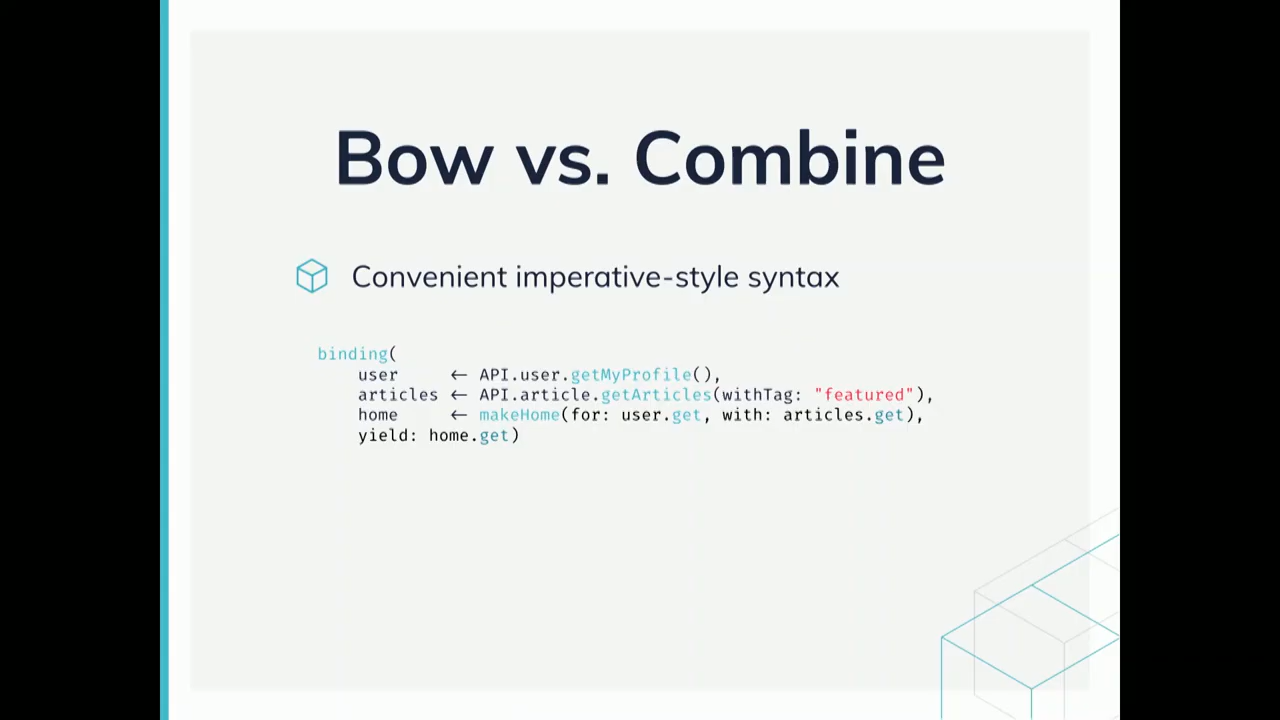 Bow vs. Combine
Convenient imperative-style syntax
binding(
    user     ← API.user.getMyProfile(),
    articles ← API.article.getArticles(withTag: "featured"),
    home     ← makeHome(for: user.get, with: articles.get),
    yield: home.get)